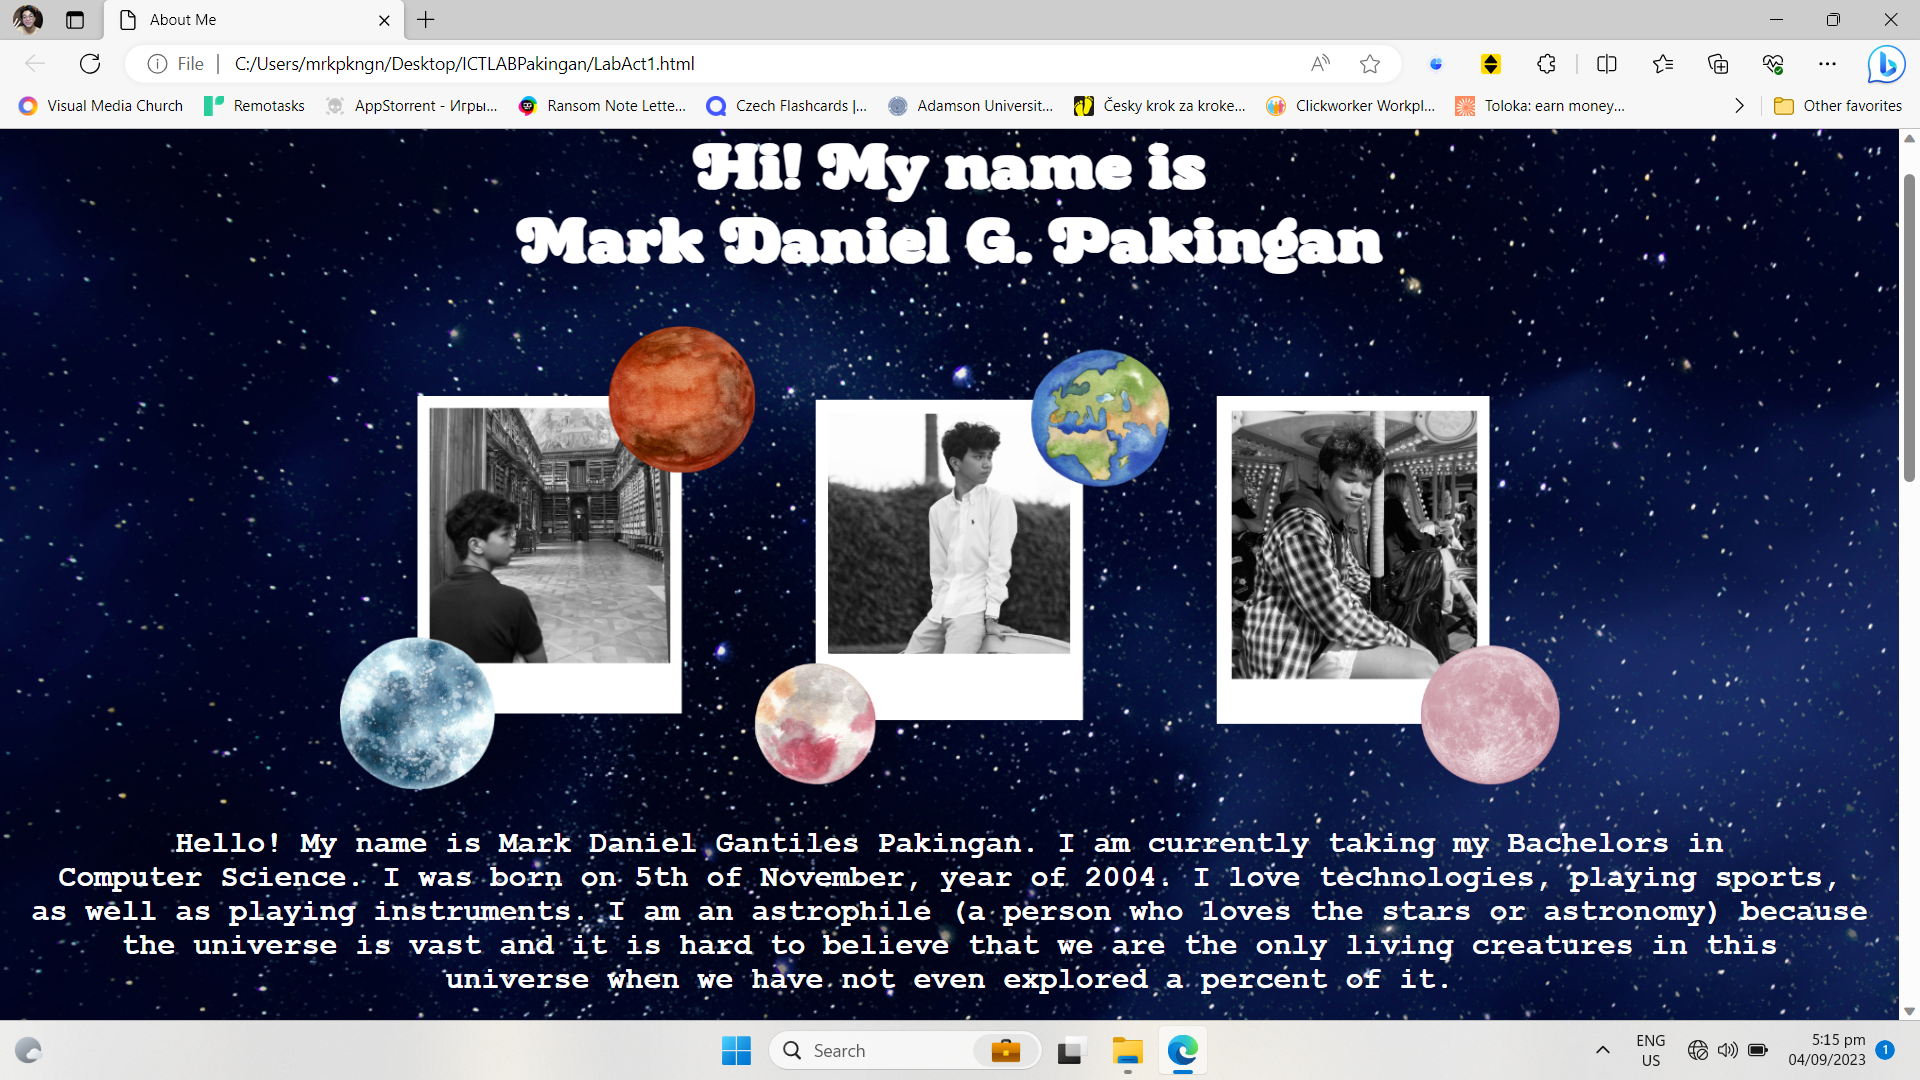 About Me
File
C:/Users/mrkpkngn/Desktop/ICTLABPakingan/LabAct1.html
Visual Media Church
Remotasks
AppStorrent - Игры...
Ransom Note Lette...
Czech Flashcards |...
Adamson Universit...
Česky krok za kroke...
Clickworker Workpl...
Toloka: earn money...
Other favorites
Hi! My name is
Mark Daniel G. Pakingan
Hello! My name is Mark Daniel Gantiles Pakingan. I am currently taking my Bachelors in
Computer Science. I was born on 5th of November, year of 2004. I love technologies, playing sports,
as well as playing instruments. I am an astrophile (a person who loves the stars or astronomy) because
the universe is vast and it is hard to believe that we are the only living creatures in this
universe when we have not even explored a percent of it.
Search
ENG
US
5:15 pm
04/09/2023
1